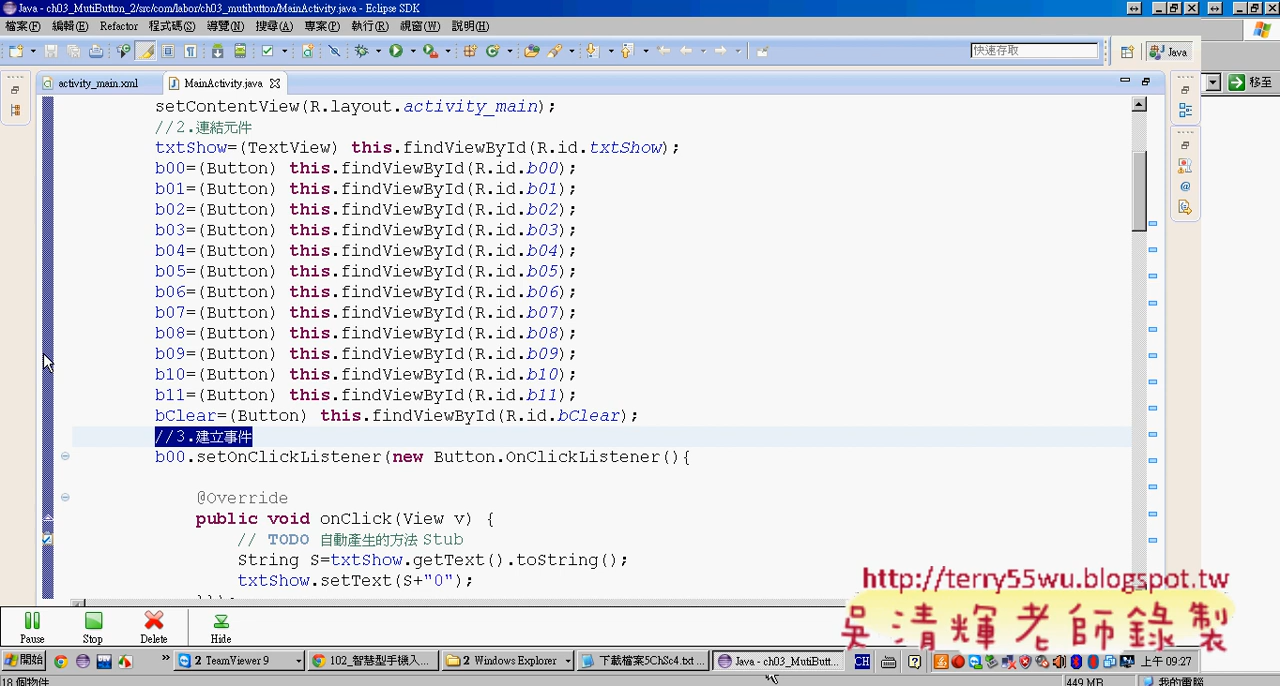 Java - ch03_MutiButton_2/src/com/labor/ch03_mutibutton/MainActivity.java - Eclipse SDK
檔案(F) 編輯(E) Refactor 程式碼(S) 導覽(N) 搜尋(A) 專案(P) 執行(R) 視窗(W) 說明(H)
快速存取 Java
activity_main.xml MainActivity.java 移至
setContentView(R.layout.activity_main);
//2.連結元件
txtShow=(TextView) this.findViewById(R.id.txtShow);
b00=(Button) this.findViewById(R.id.b00);
b01=(Button) this.findViewById(R.id.b01);
b02=(Button) this.findViewById(R.id.b02);
b03=(Button) this.findViewById(R.id.b03);
b04=(Button) this.findViewById(R.id.b04);
b05=(Button) this.findViewById(R.id.b05);
b06=(Button) this.findViewById(R.id.b06);
b07=(Button) this.findViewById(R.id.b07);
b08=(Button) this.findViewById(R.id.b08);
b09=(Button) this.findViewById(R.id.b09);
b10=(Button) this.findViewById(R.id.b10);
b11=(Button) this.findViewById(R.id.b11);
bClear=(Button) this.findViewById(R.id.bClear);
//3.建立事件
b00.setOnClickListener(new Button.OnClickListener(){
@Override
public void onClick(View v) {
// TODO 自動產生的方法 Stub
String S=txtShow.getText().toString();
txtShow.setText(S+"0");
http://terry55wu.blogspot.tw
吳清輝老師錄製
Pause Stop Delete Hide
開始 2 TeamViewer 9 102_智慧型手機入... 2 Windows Explorer 下載檔案5ChSc4.txt ... Java - ch03_MutiButt... CH 上午 09:27
18 個物件 449 MB 我的電腦